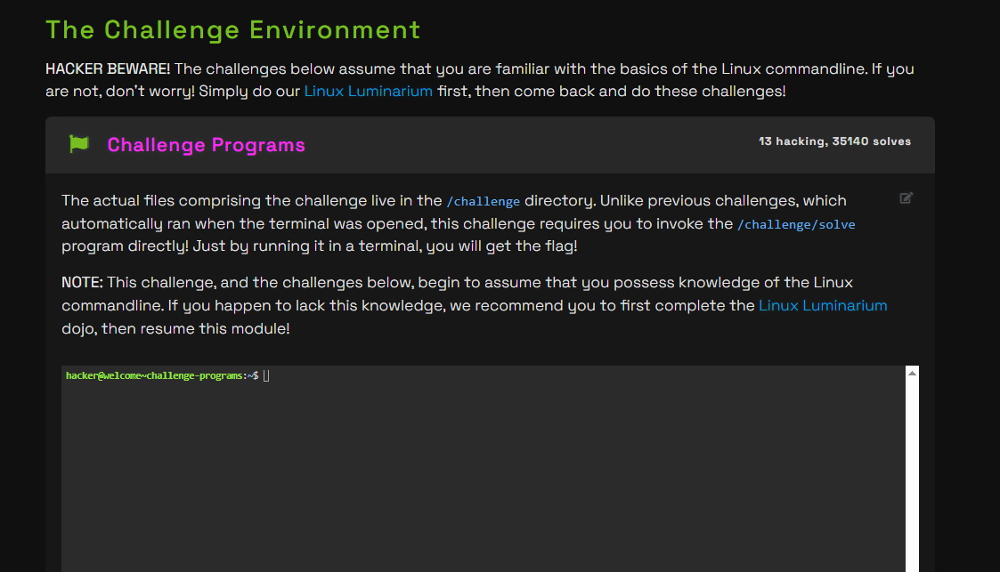 The Challenge Environment
HACKER BEWARE! The challenges below assume that you are familiar with the basics of the Linux commandline. If you
are not, don't worry! Simply do our Linux Luminarium first, then come back and do these challenges!
Challenge Programs
13 hacking, 35140 solves
The actual files comprising the challenge live in the /challenge directory. Unlike previous challenges, which
automatically ran when the terminal was opened, this challenge requires you to invoke the /challenge/solve
program directly! Just by running it in a terminal, you will get the flag!
NOTE: This challenge, and the challenges below, begin to assume that you possess knowledge of the Linux
commandline. If you happen to lack this knowledge, we recommend you to first complete the Linux Luminarium
dojo, then resume this module!
hacker@welcome~challenge-programs:~$